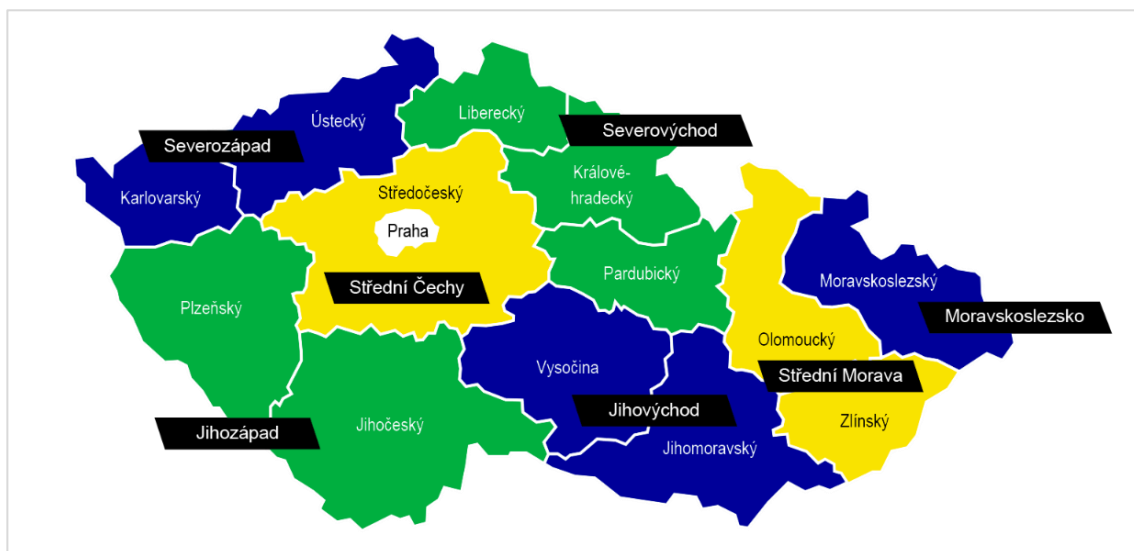 Ústecký
Liberecký
Severovýchod
Severozápad
Karlovarský
Středočeský
Králové-
hradecký
Praha
Plzeňský
Střední Čechy
Pardubický
Moravskoslezský
Moravskoslezsko
Olomoucký
Vysočina
Střední Morava
Jihozápad
Jihočeský
Jihovýchod
Zlínský
Jihomoravský